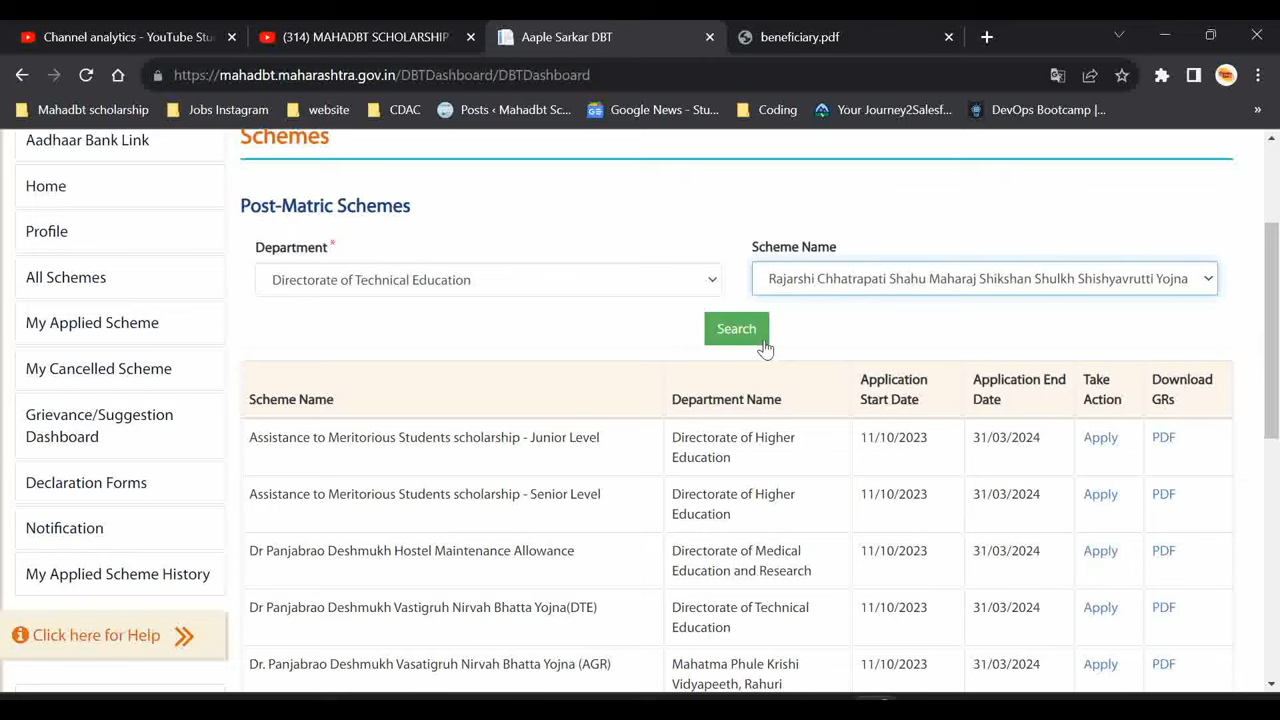 Channel analytics - YouTube Stu
(314) MAHADBT SCHOLARSHIP
Aaple Sarkar DBT
beneficiary.pdf
https://mahadbt.maharashtra.gov.in/DBTDashboard/DBTDashboard
Mahadbt scholarship
Jobs Instagram
website
CDAC
Posts ‹ Mahadbt Sc...
Google News - Stu...
Coding
Your Journey2Salesf...
DevOps Bootcamp |...
»
Aadhaar Bank Link
Home
Profile
All Schemes
My Applied Scheme
My Cancelled Scheme
Grievance/Suggestion
Dashboard
Declaration Forms
Notification
My Applied Scheme History
Click here for Help
Schemes
Post-Matric Schemes
Department *
Scheme Name
Directorate of Technical Education
Rajarshi Chhatrapati Shahu Maharaj Shikshan Shulkh Shishyavrutti Yojna
Search
Scheme Name
Department Name
Application
Start Date
Application End
Date
Take
Action
Download
GRs
Assistance to Meritorious Students scholarship - Junior Level
Directorate of Higher
Education
11/10/2023
31/03/2024
Apply
PDF
Assistance to Meritorious Students scholarship - Senior Level
Directorate of Higher
Education
11/10/2023
31/03/2024
Apply
PDF
Dr Panjabrao Deshmukh Hostel Maintenance Allowance
Directorate of Medical
Education and Research
11/10/2023
31/03/2024
Apply
PDF
Dr Panjabrao Deshmukh Vastigruh Nirvah Bhatta Yojna(DTE)
Directorate of Technical
Education
11/10/2023
31/03/2024
Apply
PDF
Dr. Panjabrao Deshmukh Vasatigruh Nirvah Bhatta Yojna (AGR)
Mahatma Phule Krishi
Vidyapeeth, Rahuri
11/10/2023
31/03/2024
Apply
PDF